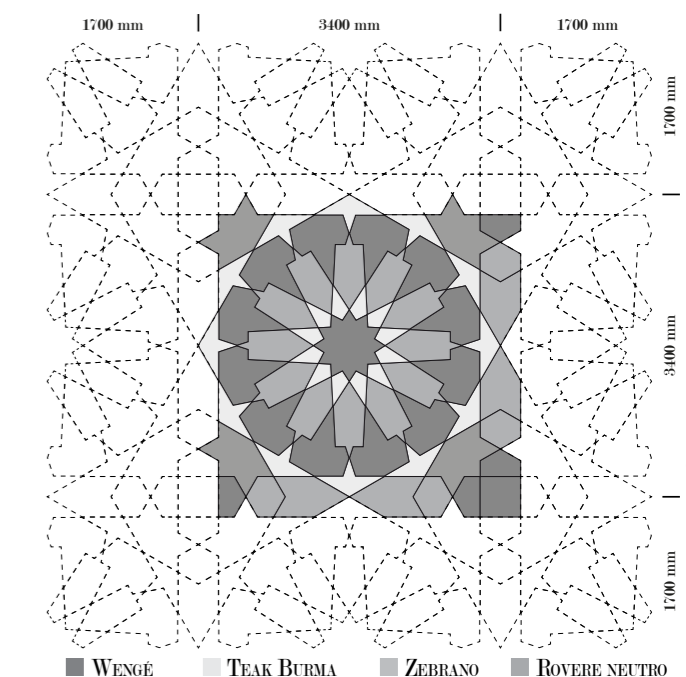 1700 mm 3400 mm 1700 mm
1700 mm
3400 mm
1700 mm
WENGÉ TEAK BURMA ZEBRANO ROVERE NEUTRO